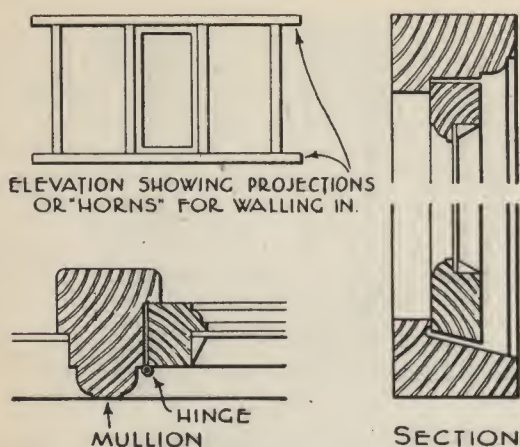 ELEVATION SHOWING PROJECTIONS
OR "HORNS" FOR WALLING IN.
HINGE
MULLION
SECTION